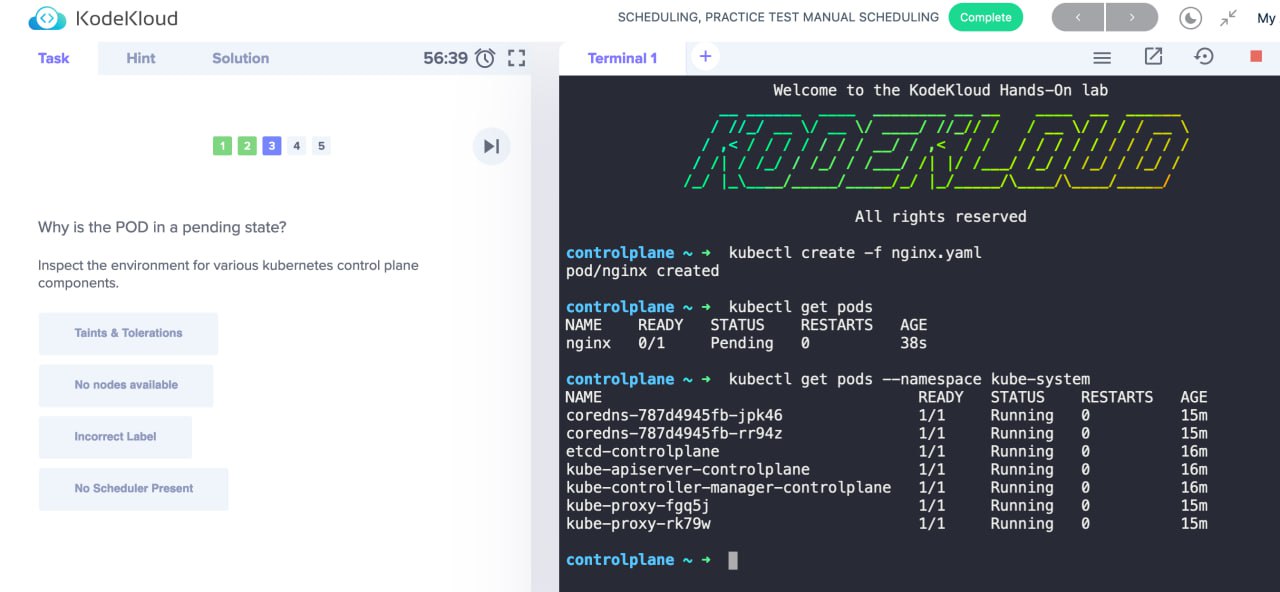 KodeKloud
SCHEDULING, PRACTICE TEST MANUAL SCHEDULING Complete My
Task Hint Solution 56:39
1 2 3 4 5
Why is the POD in a pending state?
Inspect the environment for various kubernetes control plane
components.
Taints & Tolerations
No nodes available
Incorrect Label
No Scheduler Present
Terminal 1 +
Welcome to the KodeKloud Hands-On lab
KODEKLOUD
All rights reserved
controlplane ~ ➜ kubectl create -f nginx.yaml
pod/nginx created
controlplane ~ ➜ kubectl get pods
NAME READY STATUS RESTARTS AGE
nginx 0/1 Pending 0 38s
controlplane ~ ➜ kubectl get pods --namespace kube-system
NAME READY STATUS RESTARTS AGE
coredns-787d4945fb-jpk46 1/1 Running 0 15m
coredns-787d4945fb-rr94z 1/1 Running 0 15m
etcd-controlplane 1/1 Running 0 16m
kube-apiserver-controlplane 1/1 Running 0 16m
kube-controller-manager-controlplane 1/1 Running 0 16m
kube-proxy-fgq5j 1/1 Running 0 15m
kube-proxy-rk79w 1/1 Running 0 15m
controlplane ~ ➜